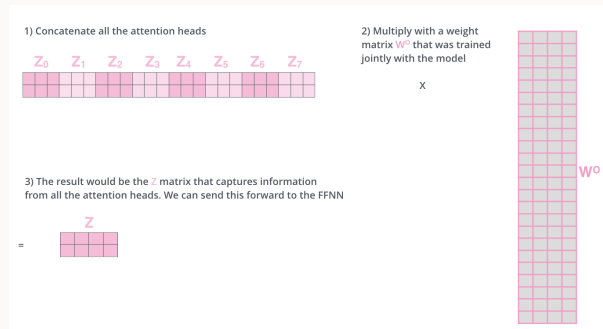 1) Concatenate all the attention heads
Z0 Z1 Z2 Z3 Z4 Z5 Z6 Z7
2) Multiply with a weight
matrix WO that was trained
jointly with the model
X
WO
3) The result would be the Z matrix that captures information
from all the attention heads. We can send this forward to the FFNN
Z
=